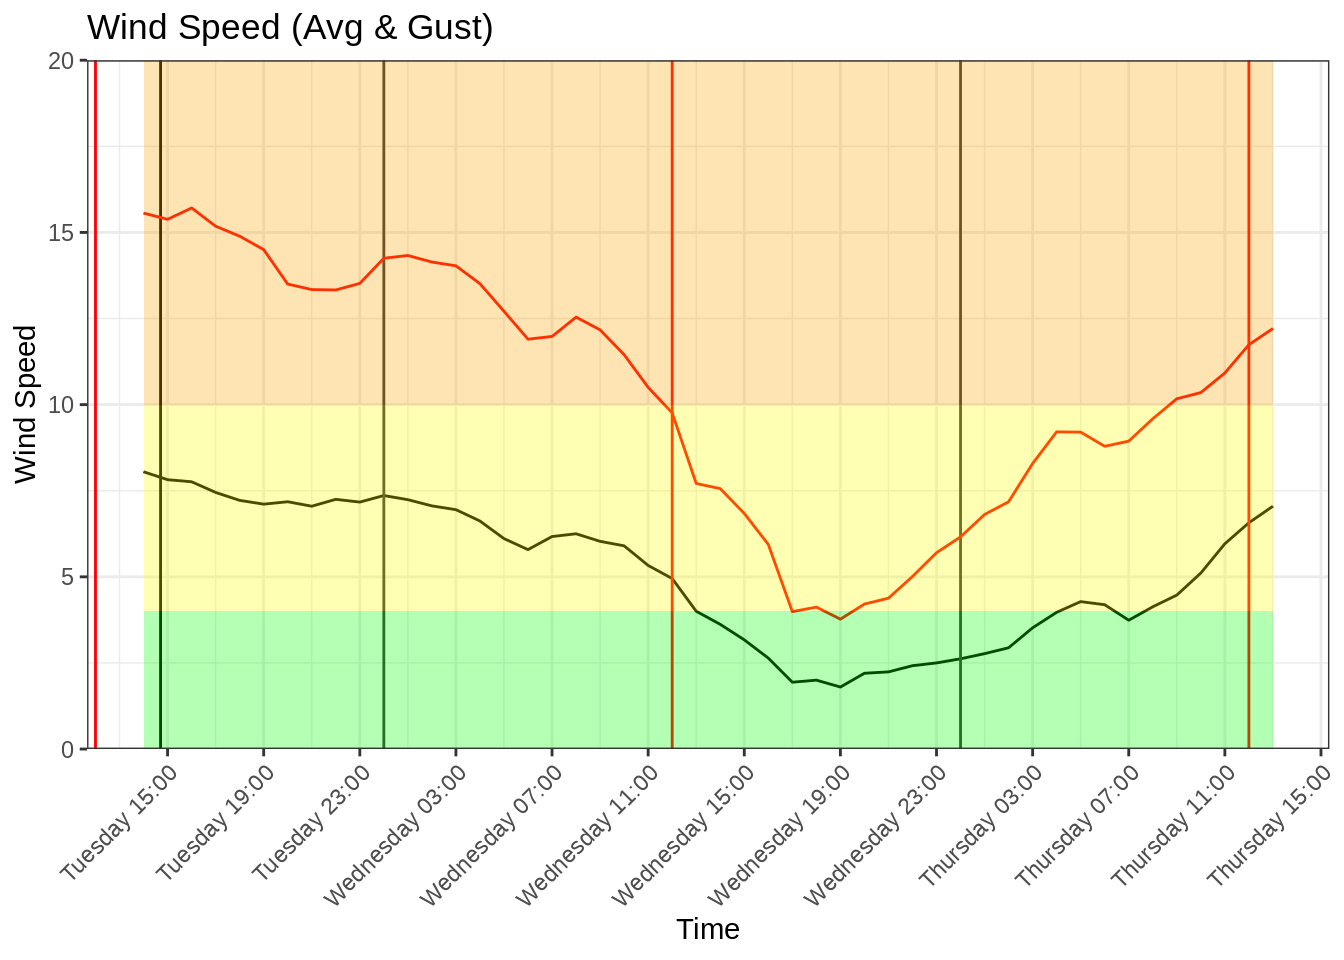 Wind Speed (Avg & Gust)
20
15
10
5
0
Wind Speed
Tuesday 15:00
Tuesday 19:00
Tuesday 23:00
Wednesday 03:00
Wednesday 07:00
Wednesday 11:00
Wednesday 15:00
Wednesday 19:00
Wednesday 23:00
Thursday 03:00
Thursday 07:00
Thursday 11:00
Thursday 15:00
Time